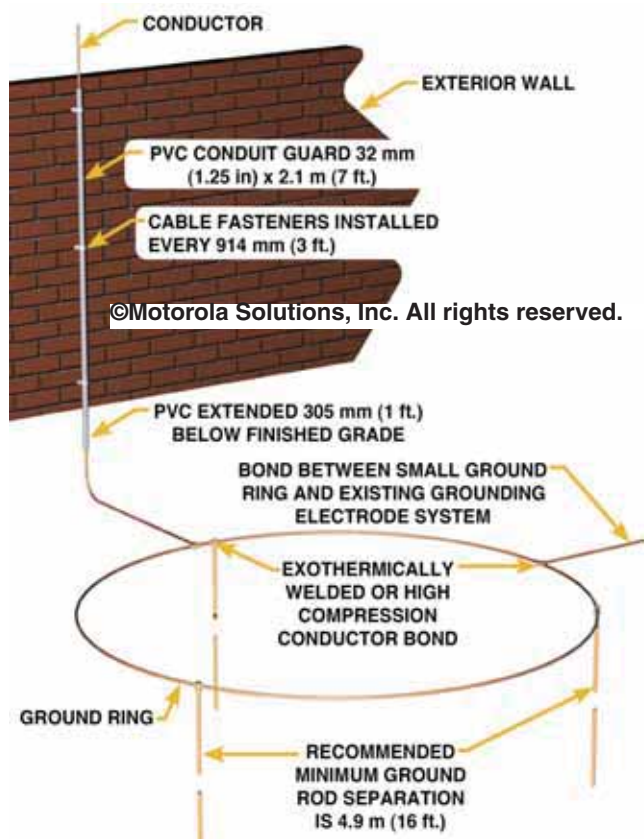 CONDUCTOR
EXTERIOR WALL
PVC CONDUIT GUARD 32 mm
(1.25 in) x 2.1 m (7 ft.)
CABLE FASTENERS INSTALLED
EVERY 914 mm (3 ft.)
©Motorola Solutions, Inc. All rights reserved.
PVC EXTENDED 305 mm (1 ft.)
BELOW FINISHED GRADE
BOND BETWEEN SMALL GROUND
RING AND EXISTING GROUNDING
ELECTRODE SYSTEM
EXOTHERMICALLY
WELDED OR HIGH
COMPRESSION
CONDUCTOR BOND
GROUND RING
RECOMMENDED
MINIMUM GROUND
ROD SEPARATION
IS 4.9 m (16 ft.)